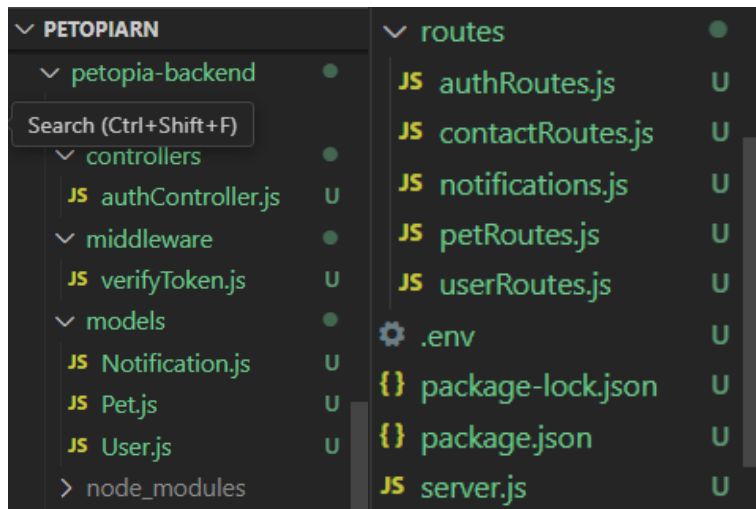 PETOPIARN
petopia-backend
Search (Ctrl+Shift+F)
controllers
JS authController.js U
middleware
JS verifyToken.js U
models
JS Notification.js U
JS Pet.js U
JS User.js U
node_modules
routes
JS authRoutes.js U
JS contactRoutes.js U
JS notifications.js U
JS petRoutes.js U
JS userRoutes.js U
.env U
{} package-lock.json U
{} package.json U
JS server.js U